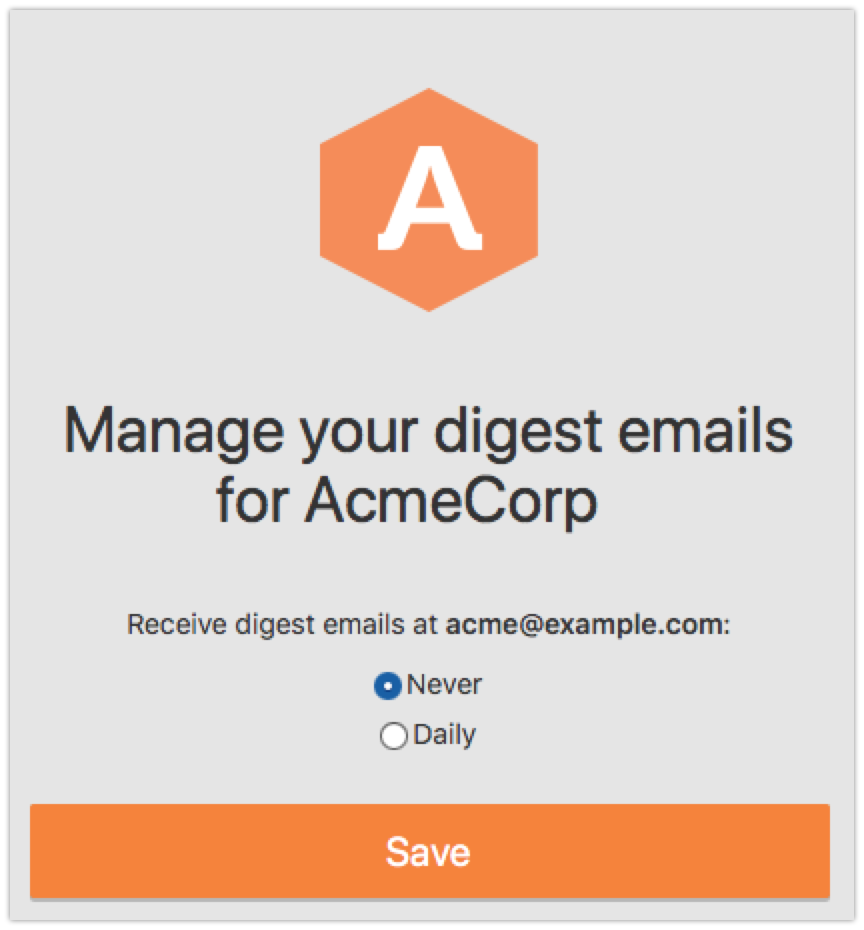 A
Manage your digest emails
for AcmeCorp
Receive digest emails at acme@example.com:
Never
Daily
Save